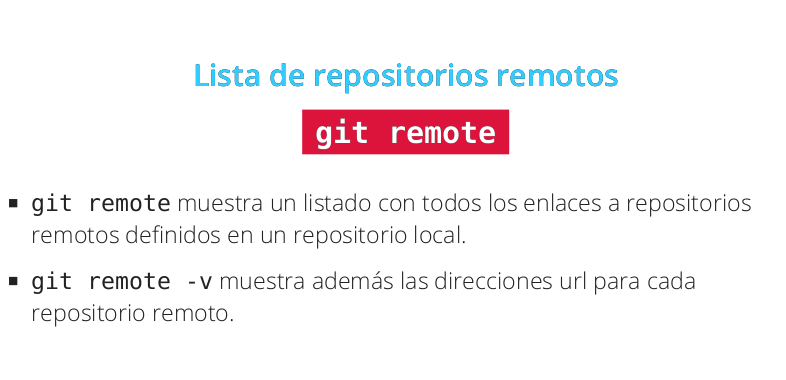 Lista de repositorios remotos
git remote
▪ git remote muestra un listado con todos los enlaces a repositorios
remotos definidos en un repositorio local.
▪ git remote -v muestra además las direcciones url para cada
repositorio remoto.